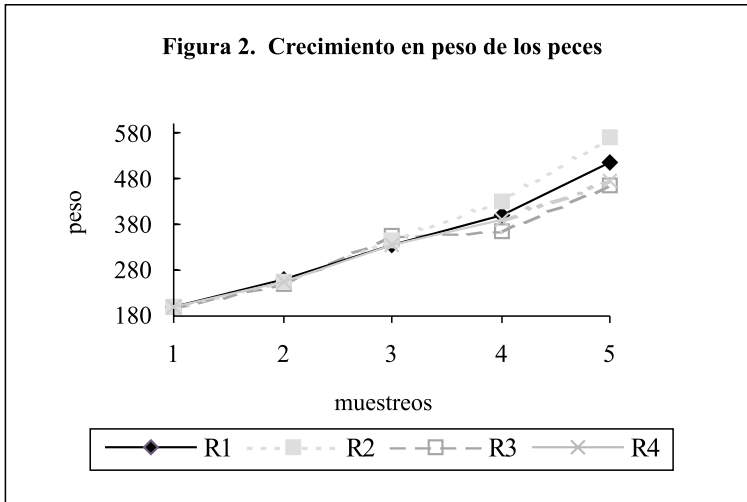 Figura 2. Crecimiento en peso de los peces
peso
580
480
380
280
180
1 2 3 4 5
muestreos
R1 R2 R3 R4